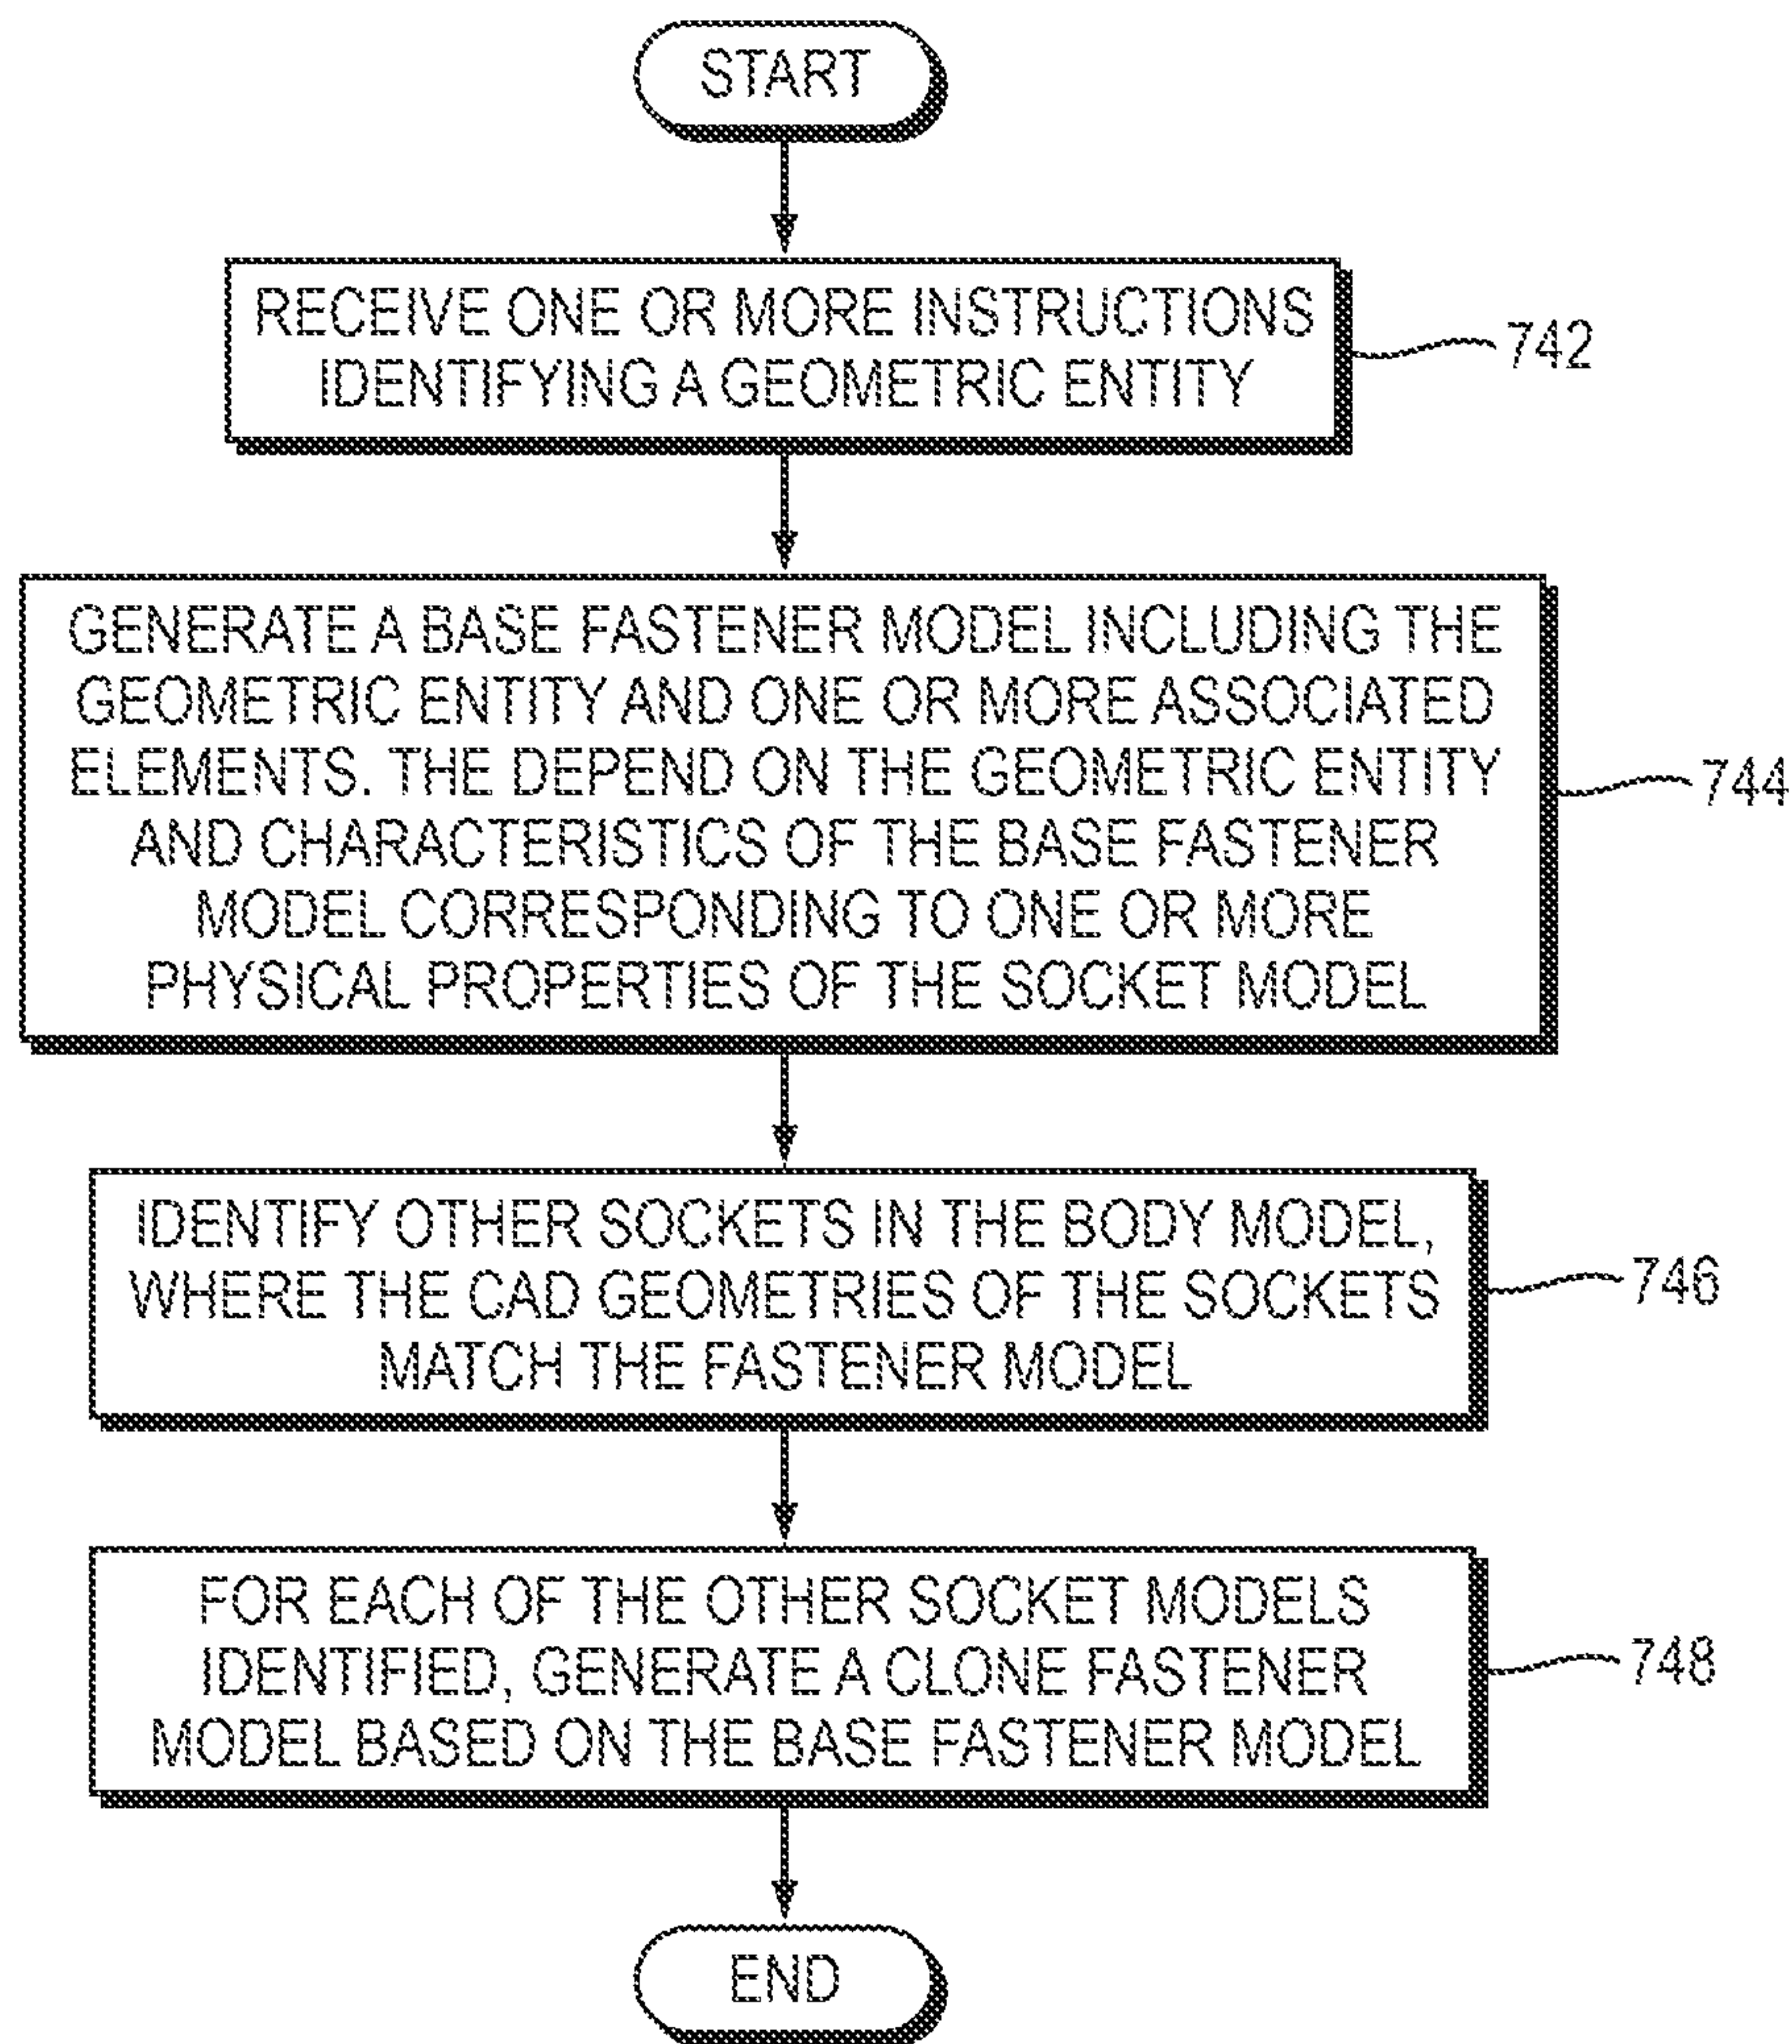 START
RECEIVE ONE OR MORE INSTRUCTIONS
IDENTIFYING A GEOMETRIC ENTITY
742
GENERATE A BASE FASTENER MODEL INCLUDING THE
GEOMETRIC ENTITY AND ONE OR MORE ASSOCIATED
ELEMENTS. THE DEPEND ON THE GEOMETRIC ENTITY
AND CHARACTERISTICS OF THE BASE FASTENER
MODEL CORRESPONDING TO ONE OR MORE
PHYSICAL PROPERTIES OF THE SOCKET MODEL
744
IDENTIFY OTHER SOCKETS IN THE BODY MODEL,
WHERE THE CAD GEOMETRIES OF THE SOCKETS
MATCH THE FASTENER MODEL
746
FOR EACH OF THE OTHER SOCKET MODELS
IDENTIFIED, GENERATE A CLONE FASTENER
MODEL BASED ON THE BASE FASTENER MODEL
748
END